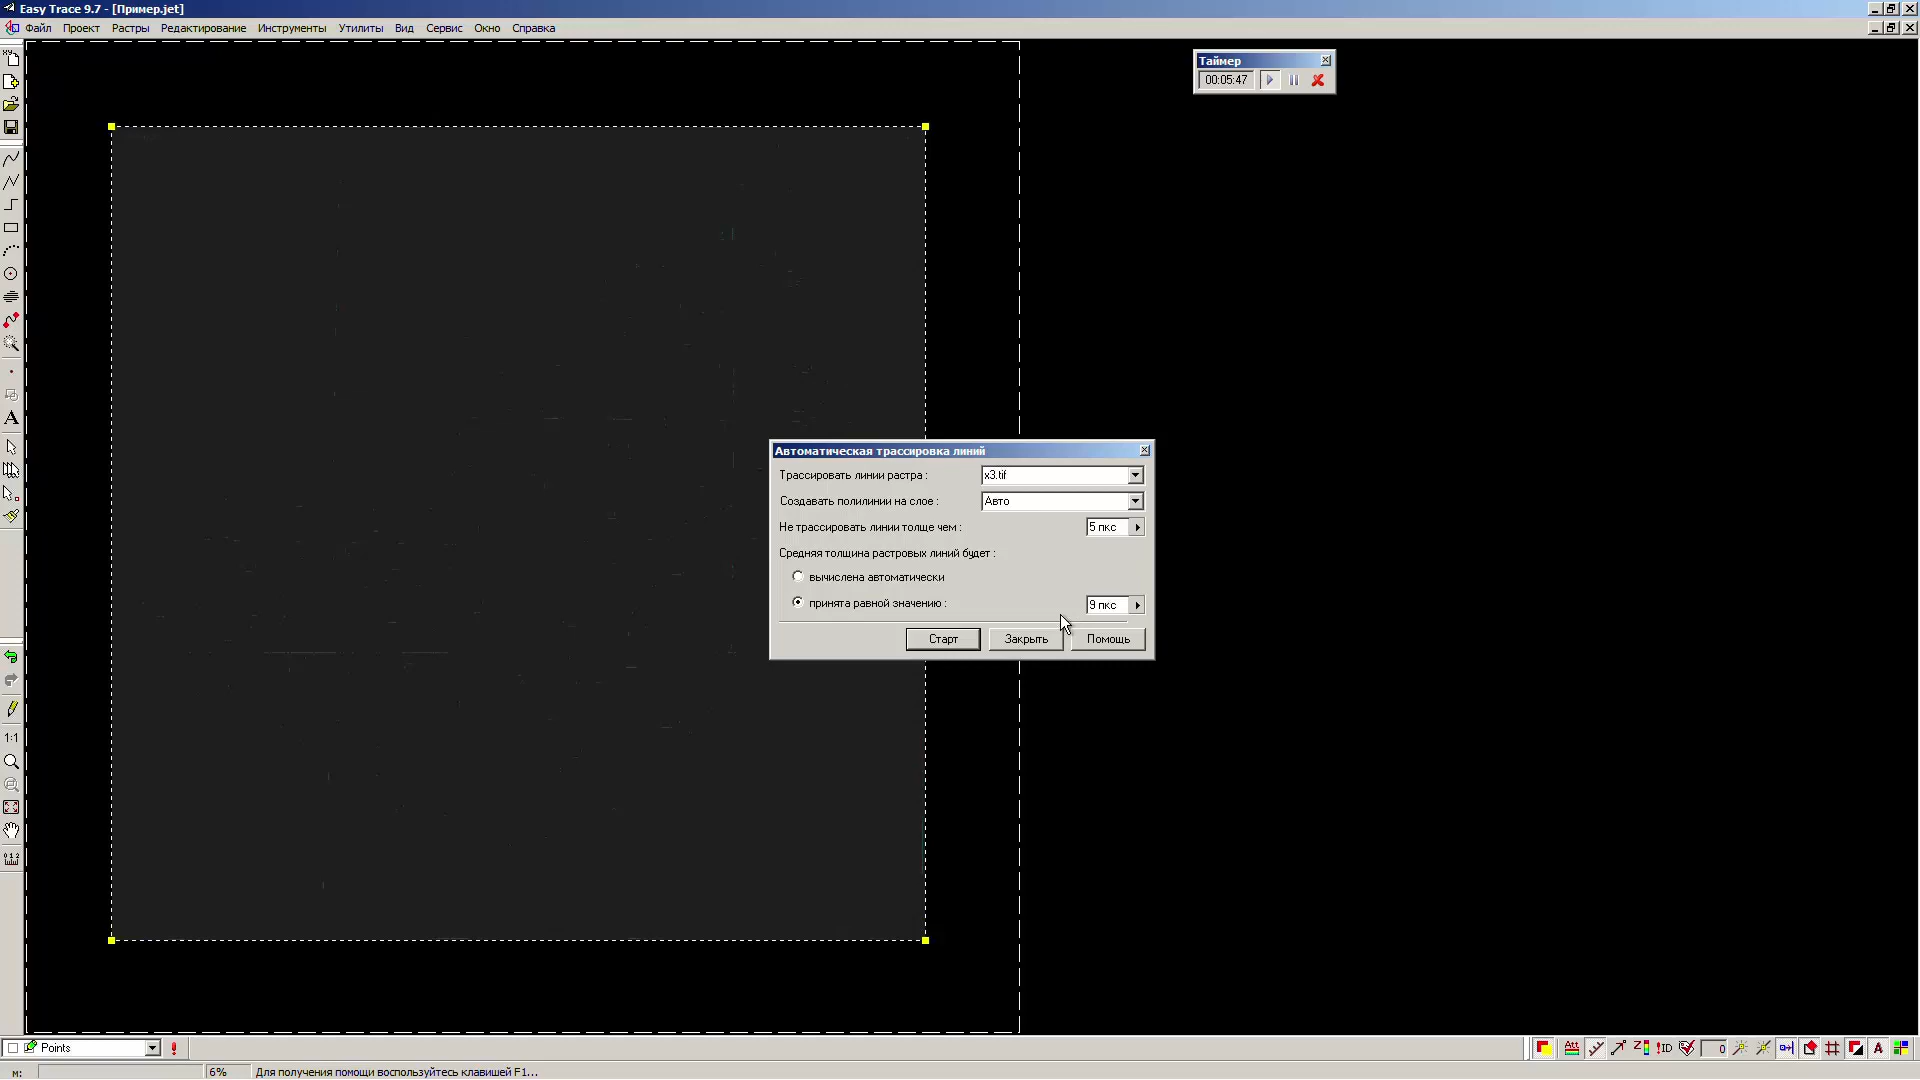 Easy Trace 9.7 - [Пример.jet]
Файл Проект Растры Редактирование Инструменты Утилиты Вид Сервис Окно Справка
Таймер
00:05:47
Автоматическая трассировка линий
Трассировать линии растра : x3.tif
Создавать полилинии на слое : Авто
Не трассировать линии толще чем : 5 пкс
Средняя толщина растровых линий будет :
вычислена автоматически
принята равной значению : 9 пкс
Старт Закрыть Помощь
1:1
Points
Att
Z
!ID
0
A
м:
6%
Для получения помощи воспользуйтесь клавишей F1...